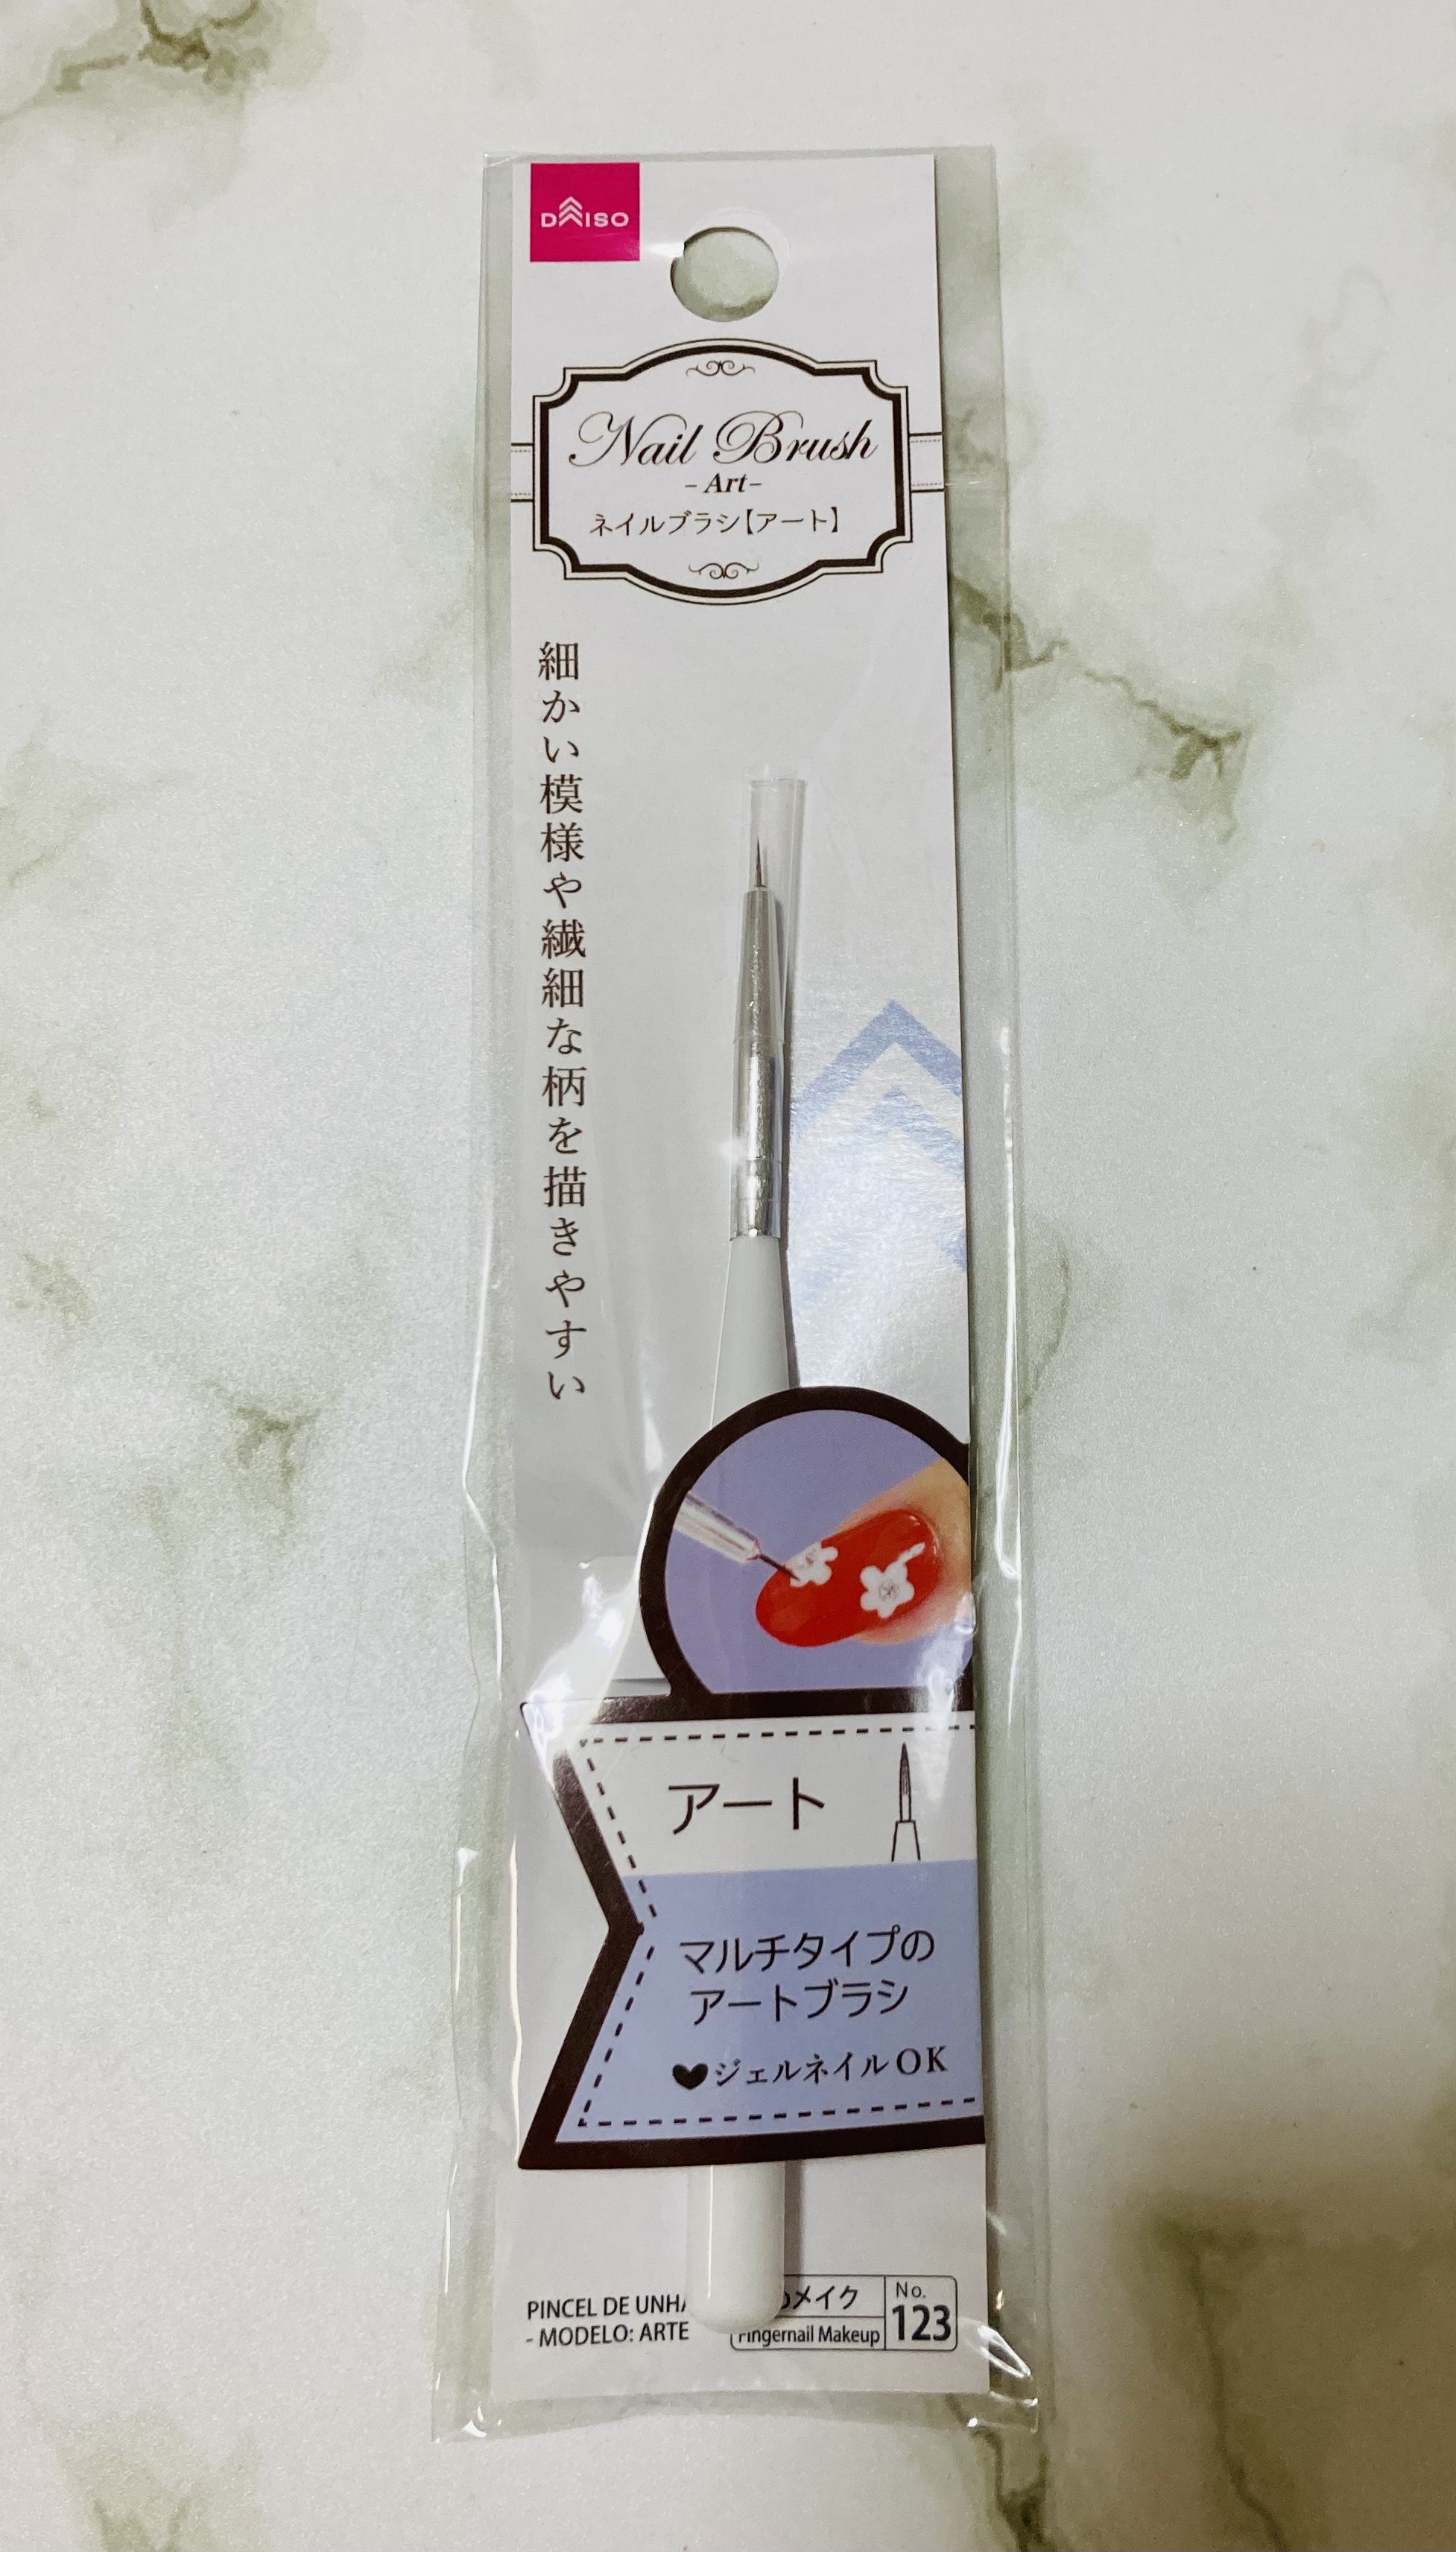 DAISO
Nail Brush
-Art-
ネイルブラシ【アート】
細かい模様や繊細な柄を描きやすい
アート
マルチタイプの
アートブラシ
♥ジェルネイルOK
PINCEL DE UNHA
- MODELO: ARTE
メイク
Fingernail Makeup
No.
123